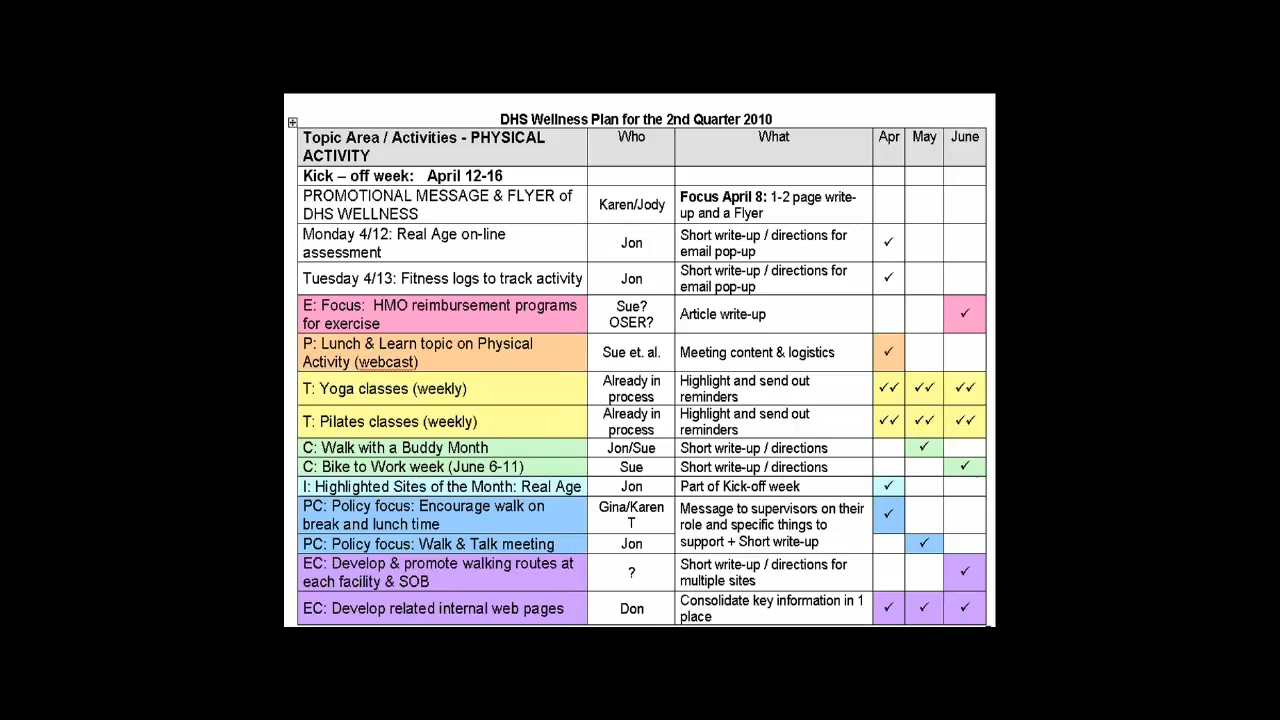 DHS Wellness Plan for the 2nd Quarter 2010
Topic Area / Activities - PHYSICAL
ACTIVITY
Who
What
Apr
May
June
Kick – off week: April 12-16
PROMOTIONAL MESSAGE & FLYER of
DHS WELLNESS
Karen/Jody
Focus April 8: 1-2 page write-
up and a Flyer
Monday 4/12: Real Age on-line
assessment
Jon
Short write-up / directions for
email pop-up
✓
Tuesday 4/13: Fitness logs to track activity
Jon
Short write-up / directions for
email pop-up
✓
E: Focus: HMO reimbursement programs
for exercise
Sue?
OSER?
Article write-up
✓
P: Lunch & Learn topic on Physical
Activity (webcast)
Sue et. al.
Meeting content & logistics
✓
T: Yoga classes (weekly)
Already in
process
Highlight and send out
reminders
✓✓
✓✓
✓✓
T: Pilates classes (weekly)
Already in
process
Highlight and send out
reminders
✓✓
✓✓
✓✓
C: Walk with a Buddy Month
Jon/Sue
Short write-up / directions
✓
C: Bike to Work week (June 6-11)
Sue
Short write-up / directions
✓
I: Highlighted Sites of the Month: Real Age
Jon
Part of Kick-off week
✓
PC: Policy focus: Encourage walk on
break and lunch time
Gina/Karen
T
Message to supervisors on their
role and specific things to
support + Short write-up
✓
PC: Policy focus: Walk & Talk meeting
Jon
✓
EC: Develop & promote walking routes at
each facility & SOB
?
Short write-up / directions for
multiple sites
✓
EC: Develop related internal web pages
Don
Consolidate key information in 1
place
✓
✓
✓